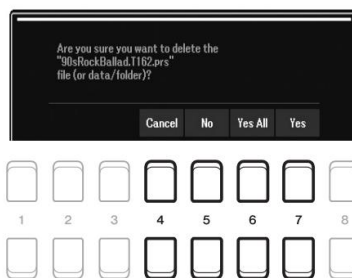 Are you sure you want to delete the
"90sRockBallad.T162.prs"
file (or data/folder)?
Cancel No Yes All Yes
1 2 3 4 5 6 7 8